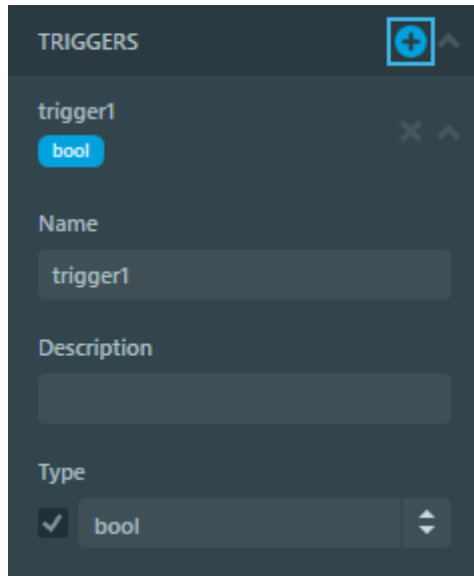 TRIGGERS
trigger1
bool
Name
trigger1
Description
Type
bool